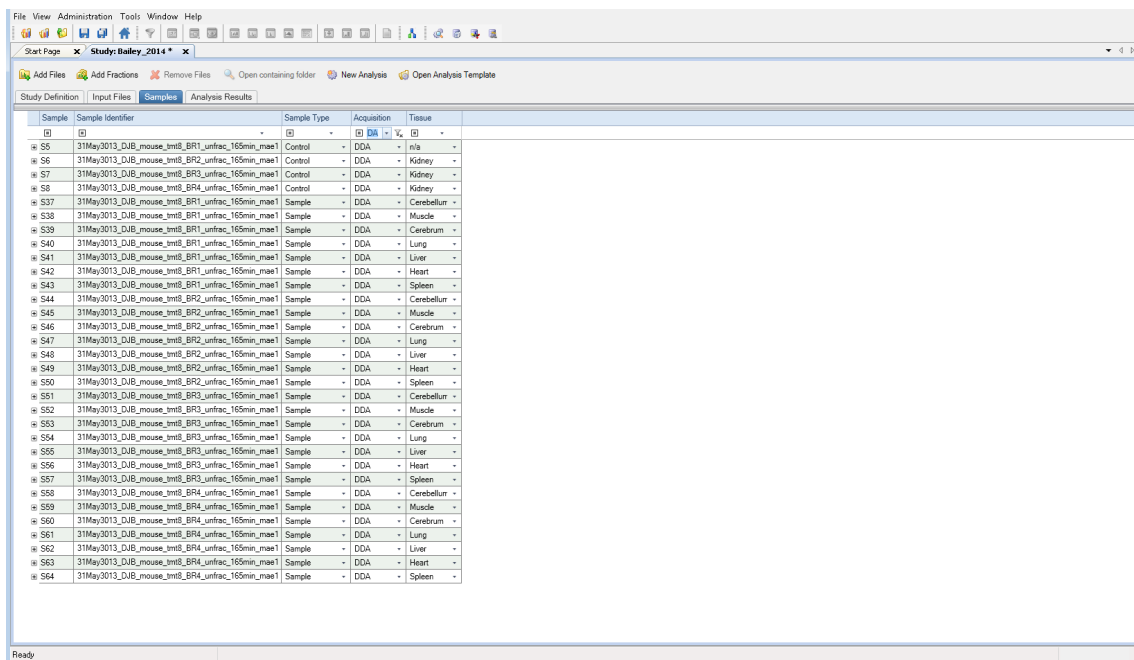 File View Administration Tools Window Help
Start Page x Study: Bailey_2014 * x
Add Files Add Fractions Remove Files Open containing folder New Analysis Open Analysis Template
Study Definition Input Files Samples Analysis Results
Sample Sample Identifier Sample Type Acquisition Tissue
DA
S5 31May3013_DJB_mouse_tmt8_BR1_unfrac_165min_mae1 Control DDA n/a
S6 31May3013_DJB_mouse_tmt8_BR2_unfrac_165min_mae1 Control DDA Kidney
S7 31May3013_DJB_mouse_tmt8_BR3_unfrac_165min_mae1 Control DDA Kidney
S8 31May3013_DJB_mouse_tmt8_BR4_unfrac_165min_mae1 Control DDA Kidney
S37 31May3013_DJB_mouse_tmt8_BR1_unfrac_165min_mae1 Sample DDA Cerebellum
S38 31May3013_DJB_mouse_tmt8_BR1_unfrac_165min_mae1 Sample DDA Muscle
S39 31May3013_DJB_mouse_tmt8_BR1_unfrac_165min_mae1 Sample DDA Cerebrum
S40 31May3013_DJB_mouse_tmt8_BR1_unfrac_165min_mae1 Sample DDA Lung
S41 31May3013_DJB_mouse_tmt8_BR1_unfrac_165min_mae1 Sample DDA Liver
S42 31May3013_DJB_mouse_tmt8_BR1_unfrac_165min_mae1 Sample DDA Heart
S43 31May3013_DJB_mouse_tmt8_BR1_unfrac_165min_mae1 Sample DDA Spleen
S44 31May3013_DJB_mouse_tmt8_BR2_unfrac_165min_mae1 Sample DDA Cerebellum
S45 31May3013_DJB_mouse_tmt8_BR2_unfrac_165min_mae1 Sample DDA Muscle
S46 31May3013_DJB_mouse_tmt8_BR2_unfrac_165min_mae1 Sample DDA Cerebrum
S47 31May3013_DJB_mouse_tmt8_BR2_unfrac_165min_mae1 Sample DDA Lung
S48 31May3013_DJB_mouse_tmt8_BR2_unfrac_165min_mae1 Sample DDA Liver
S49 31May3013_DJB_mouse_tmt8_BR2_unfrac_165min_mae1 Sample DDA Heart
S50 31May3013_DJB_mouse_tmt8_BR2_unfrac_165min_mae1 Sample DDA Spleen
S51 31May3013_DJB_mouse_tmt8_BR3_unfrac_165min_mae1 Sample DDA Cerebellum
S52 31May3013_DJB_mouse_tmt8_BR3_unfrac_165min_mae1 Sample DDA Muscle
S53 31May3013_DJB_mouse_tmt8_BR3_unfrac_165min_mae1 Sample DDA Cerebrum
S54 31May3013_DJB_mouse_tmt8_BR3_unfrac_165min_mae1 Sample DDA Lung
S55 31May3013_DJB_mouse_tmt8_BR3_unfrac_165min_mae1 Sample DDA Liver
S56 31May3013_DJB_mouse_tmt8_BR3_unfrac_165min_mae1 Sample DDA Heart
S57 31May3013_DJB_mouse_tmt8_BR3_unfrac_165min_mae1 Sample DDA Spleen
S58 31May3013_DJB_mouse_tmt8_BR4_unfrac_165min_mae1 Sample DDA Cerebellum
S59 31May3013_DJB_mouse_tmt8_BR4_unfrac_165min_mae1 Sample DDA Muscle
S60 31May3013_DJB_mouse_tmt8_BR4_unfrac_165min_mae1 Sample DDA Cerebrum
S61 31May3013_DJB_mouse_tmt8_BR4_unfrac_165min_mae1 Sample DDA Lung
S62 31May3013_DJB_mouse_tmt8_BR4_unfrac_165min_mae1 Sample DDA Liver
S63 31May3013_DJB_mouse_tmt8_BR4_unfrac_165min_mae1 Sample DDA Heart
S64 31May3013_DJB_mouse_tmt8_BR4_unfrac_165min_mae1 Sample DDA Spleen
Ready